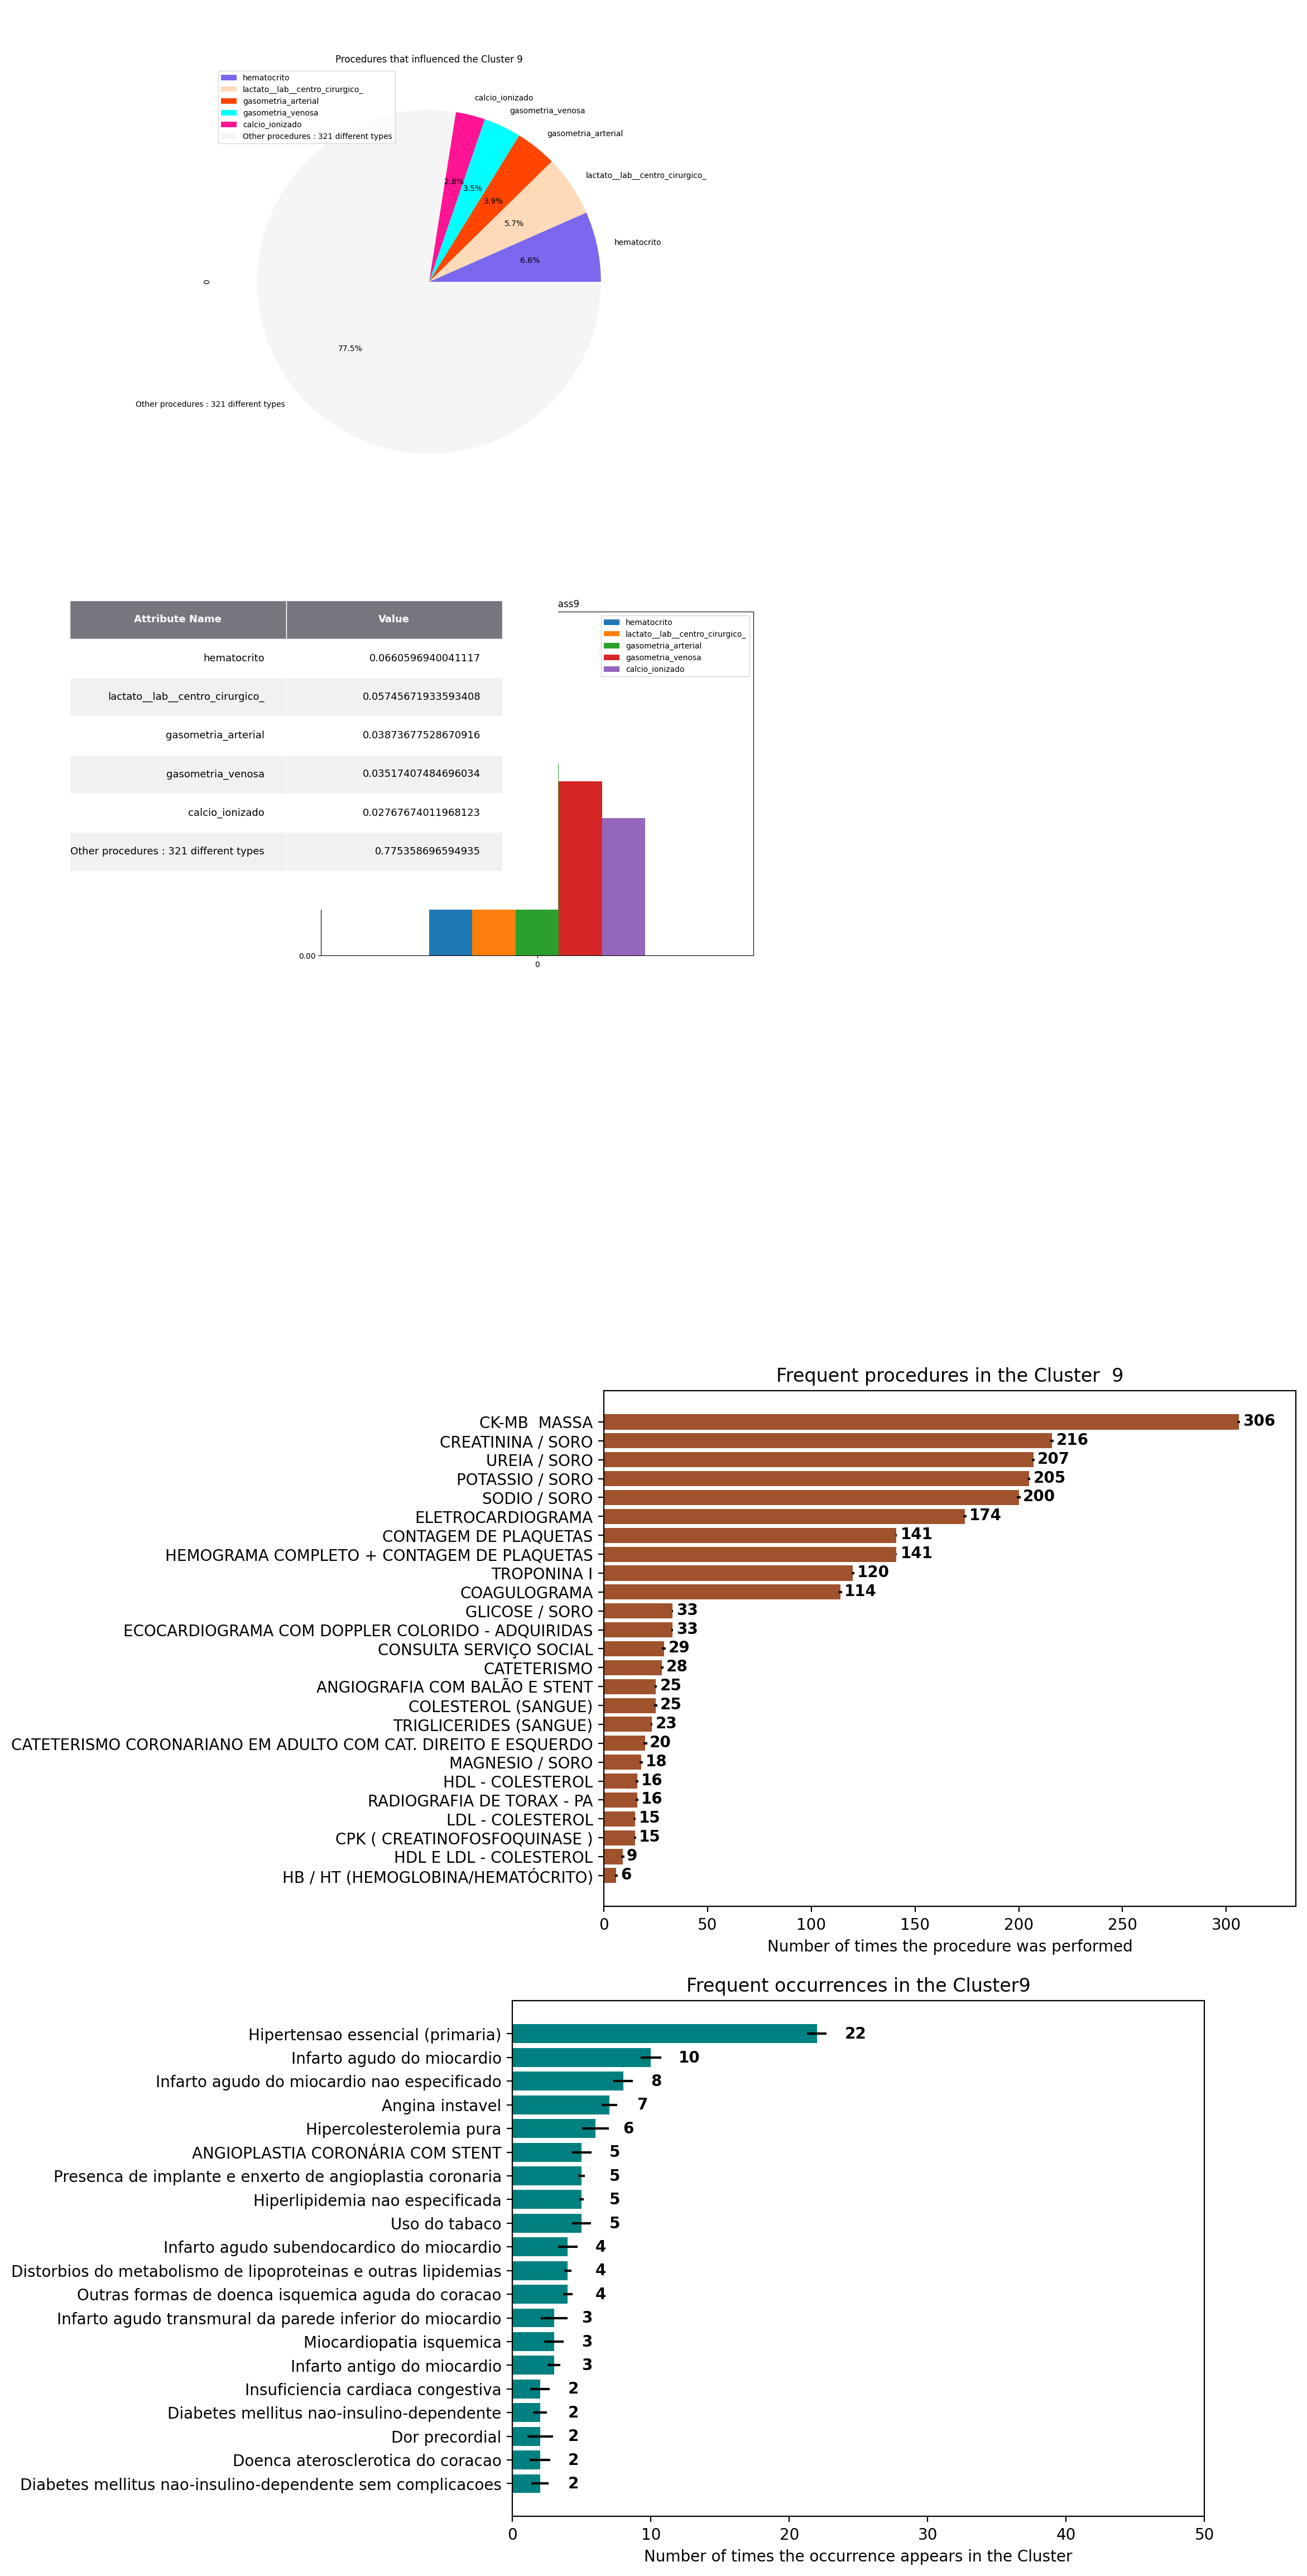 Procedures that influenced the Cluster 9
hematocrito
lactato__lab__centro_cirurgico_
gasometria_arterial
gasometria_venosa
calcio_ionizado
Other procedures : 321 different types
calcio_ionizado
gasometria_venosa
gasometria_arterial
lactato__lab__centro_cirurgico_
hematocrito
2.8%
3.5%
3.9%
5.7%
6.6%
0
77.5%
Other procedures : 321 different types
ass9
Attribute Name Value
hematocrito 0.0660596940041117
lactato__lab__centro_cirurgico_ 0.05745671933593408
gasometria_arterial 0.03873677528670916
gasometria_venosa 0.03517407484696034
calcio_ionizado 0.02767674011968123
Other procedures : 321 different types 0.775358696594935
hematocrito
lactato__lab__centro_cirurgico_
gasometria_arterial
gasometria_venosa
calcio_ionizado
0.00
0
Frequent procedures in the Cluster  9
CK-MB  MASSA 306
CREATININA / SORO 216
UREIA / SORO 207
POTASSIO / SORO 205
SODIO / SORO 200
ELETROCARDIOGRAMA 174
CONTAGEM DE PLAQUETAS 141
HEMOGRAMA COMPLETO + CONTAGEM DE PLAQUETAS 141
TROPONINA I 120
COAGULOGRAMA 114
GLICOSE / SORO 33
ECOCARDIOGRAMA COM DOPPLER COLORIDO - ADQUIRIDAS 33
CONSULTA SERVIÇO SOCIAL 29
CATETERISMO 28
ANGIOGRAFIA COM BALÃO E STENT 25
COLESTEROL (SANGUE) 25
TRIGLICERIDES (SANGUE) 23
CATETERISMO CORONARIANO EM ADULTO COM CAT. DIREITO E ESQUERDO 20
MAGNESIO / SORO 18
HDL - COLESTEROL 16
RADIOGRAFIA DE TORAX - PA 16
LDL - COLESTEROL 15
CPK ( CREATINOFOSFOQUINASE ) 15
HDL E LDL - COLESTEROL 9
HB / HT (HEMOGLOBINA/HEMATÓCRITO) 6
0 50 100 150 200 250 300
Number of times the procedure was performed
Frequent occurrences in the Cluster9
Hipertensao essencial (primaria) 22
Infarto agudo do miocardio 10
Infarto agudo do miocardio nao especificado 8
Angina instavel 7
Hipercolesterolemia pura 6
ANGIOPLASTIA CORONÁRIA COM STENT 5
Presenca de implante e enxerto de angioplastia coronaria 5
Hiperlipidemia nao especificada 5
Uso do tabaco 5
Infarto agudo subendocardico do miocardio 4
Distorbios do metabolismo de lipoproteinas e outras lipidemias 4
Outras formas de doenca isquemica aguda do coracao 4
Infarto agudo transmural da parede inferior do miocardio 3
Miocardiopatia isquemica 3
Infarto antigo do miocardio 3
Insuficiencia cardiaca congestiva 2
Diabetes mellitus nao-insulino-dependente 2
Dor precordial 2
Doenca aterosclerotica do coracao 2
Diabetes mellitus nao-insulino-dependente sem complicacoes 2
0 10 20 30 40 50
Number of times the occurrence appears in the Cluster